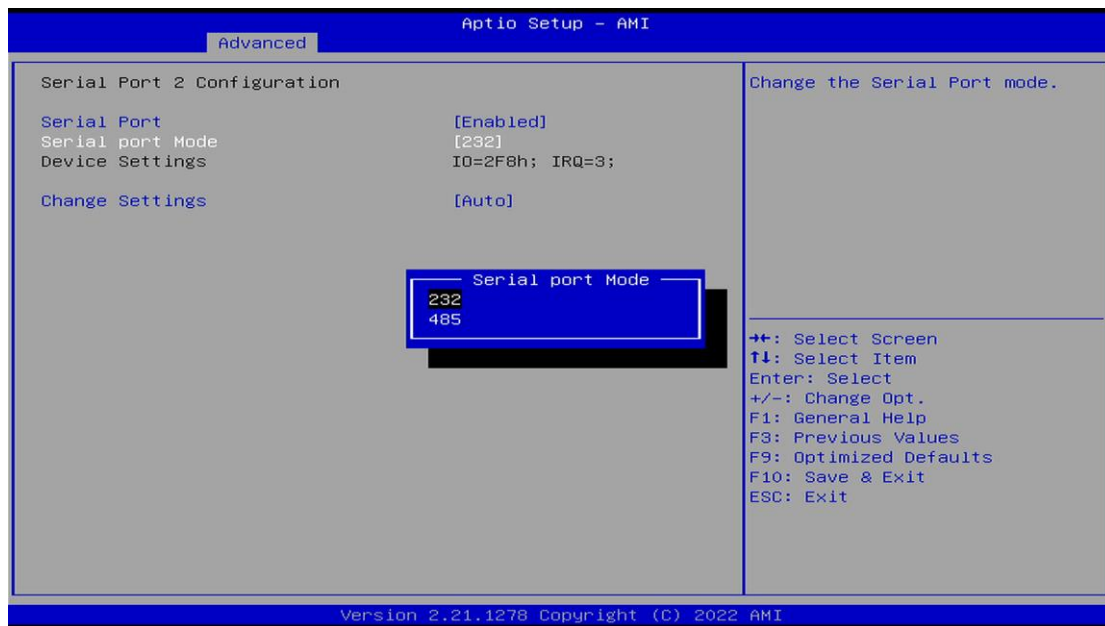 Aptio Setup – AMI
Advanced
Serial Port 2 Configuration
Serial Port [Enabled]
Serial port Mode [232]
Device Settings IO=2F8h; IRQ=3;
Change Settings [Auto]
Serial port Mode
232
485
Change the Serial Port mode.
→←: Select Screen
↑↓: Select Item
Enter: Select
+/-: Change Opt.
F1: General Help
F3: Previous Values
F9: Optimized Defaults
F10: Save & Exit
ESC: Exit
Version 2.21.1278 Copyright (C) 2022 AMI